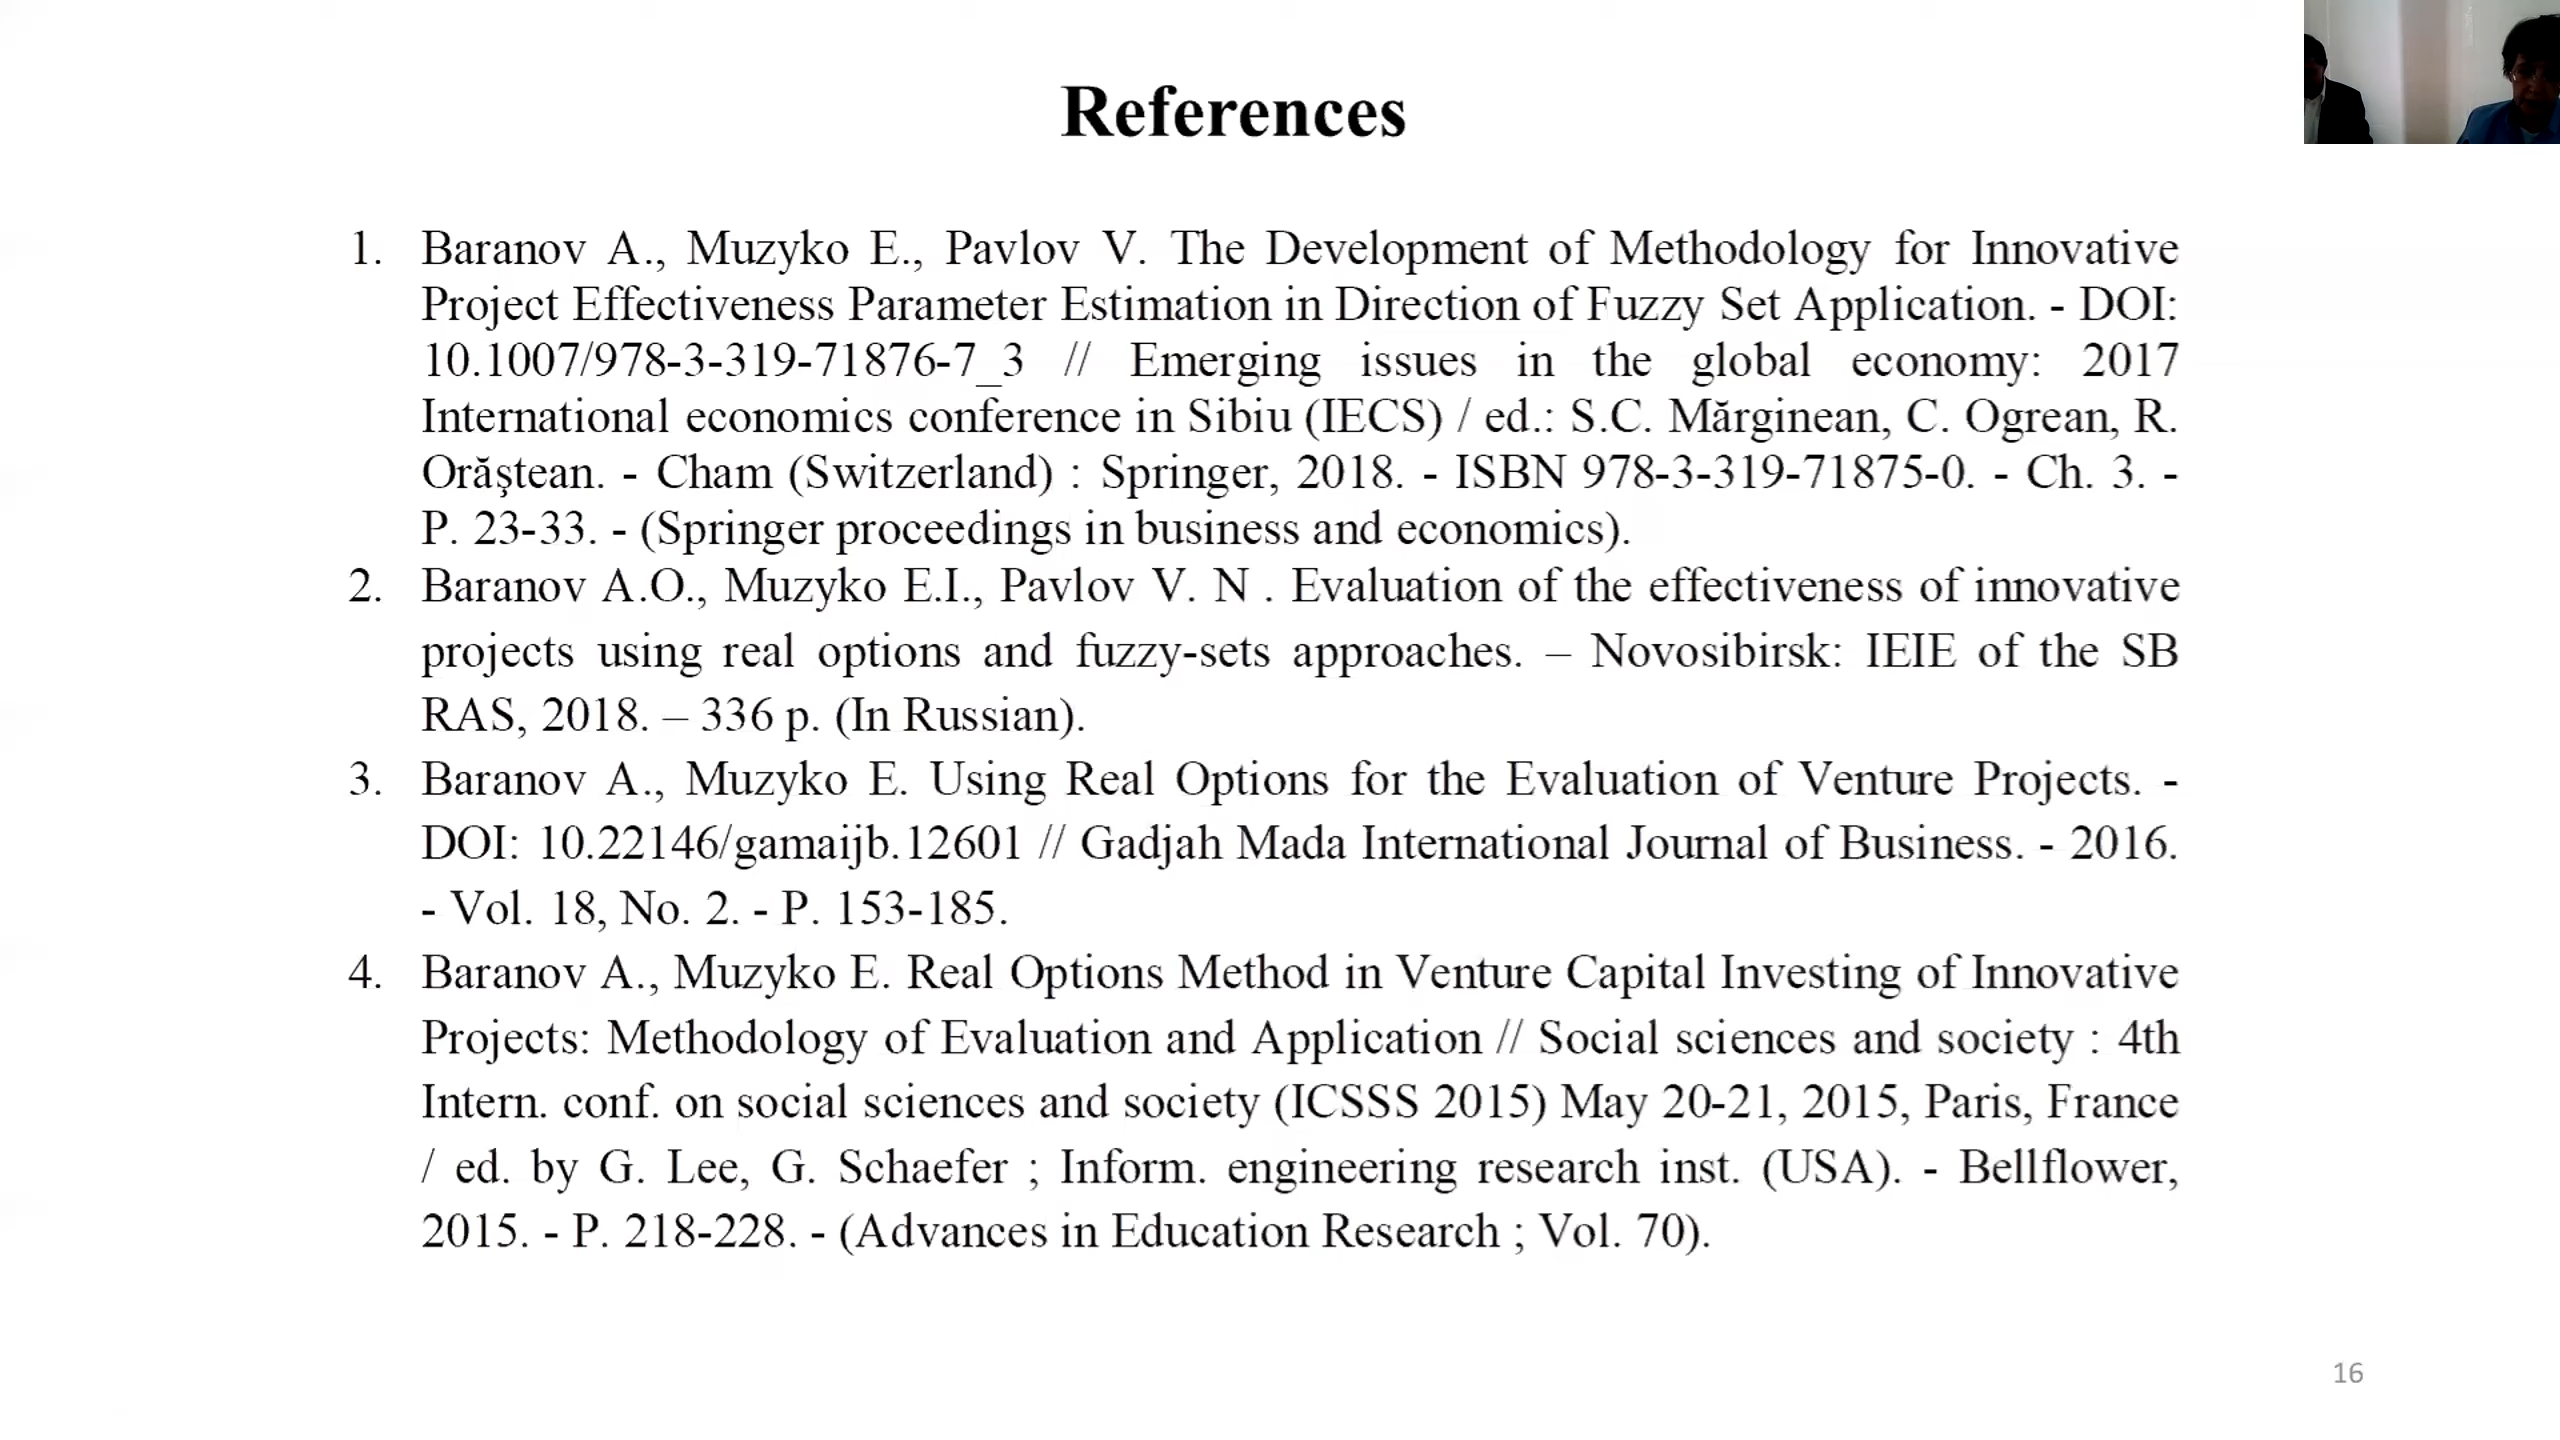 References
1. Baranov A., Muzyko E., Pavlov V. The Development of Methodology for Innovative
Project Effectiveness Parameter Estimation in Direction of Fuzzy Set Application. - DOI:
10.1007/978-3-319-71876-7_3 // Emerging issues in the global economy: 2017
International economics conference in Sibiu (IECS) / ed.: S.C. Mărginean, C. Ogrean, R.
Orăştean. - Cham (Switzerland) : Springer, 2018. - ISBN 978-3-319-71875-0. - Ch. 3. -
P. 23-33. - (Springer proceedings in business and economics).
2. Baranov A.O., Muzyko E.I., Pavlov V. N . Evaluation of the effectiveness of innovative
projects using real options and fuzzy-sets approaches. – Novosibirsk: IEIE of the SB
RAS, 2018. – 336 p. (In Russian).
3. Baranov A., Muzyko E. Using Real Options for the Evaluation of Venture Projects. -
DOI: 10.22146/gamaijb.12601 // Gadjah Mada International Journal of Business. - 2016.
- Vol. 18, No. 2. - P. 153-185.
4. Baranov A., Muzyko E. Real Options Method in Venture Capital Investing of Innovative
Projects: Methodology of Evaluation and Application // Social sciences and society : 4th
Intern. conf. on social sciences and society (ICSSS 2015) May 20-21, 2015, Paris, France
/ ed. by G. Lee, G. Schaefer ; Inform. engineering research inst. (USA). - Bellflower,
2015. - P. 218-228. - (Advances in Education Research ; Vol. 70).
16